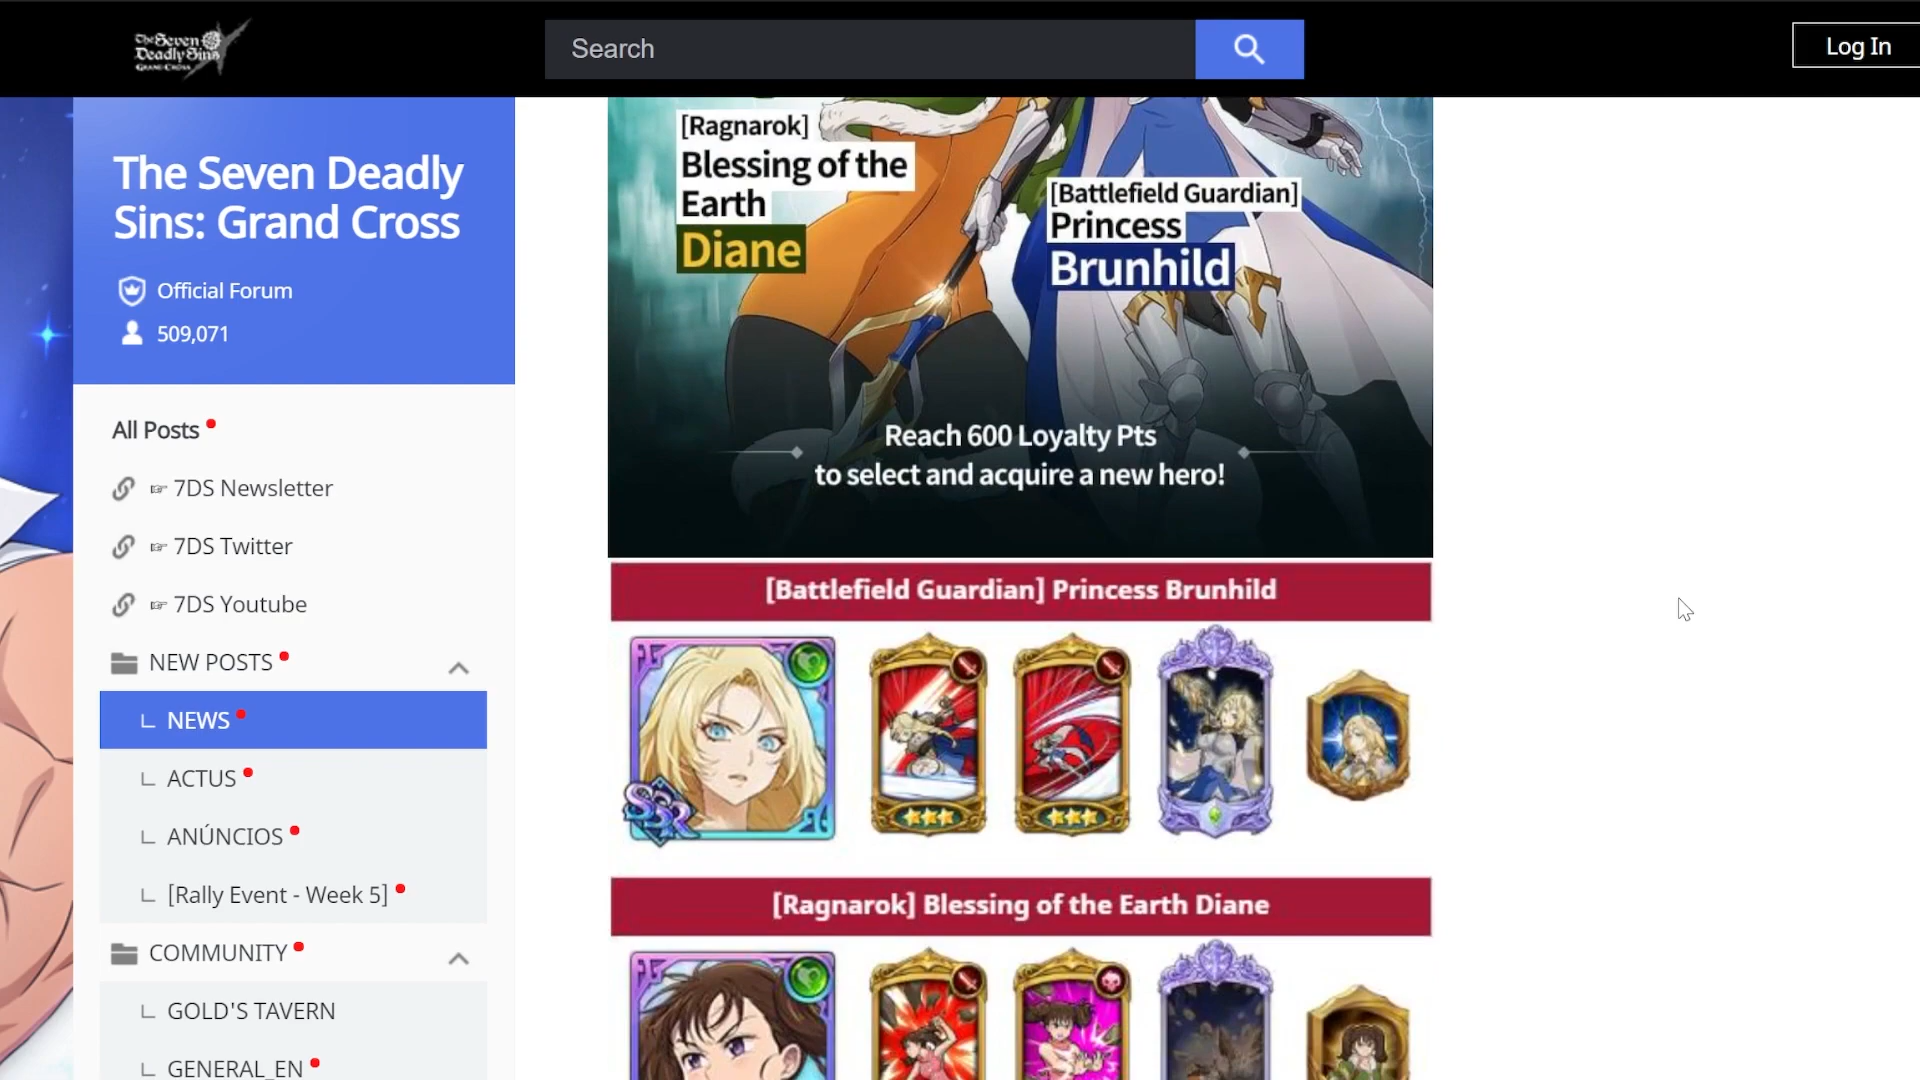 The Seven
Deadly Sins
GRAND CROSS
Search
Log In
The Seven Deadly
Sins: Grand Cross
Official Forum
509,071
All Posts
☞ 7DS Newsletter
☞ 7DS Twitter
☞ 7DS Youtube
NEW POSTS
NEWS
ACTUS
ANÚNCIOS
[Rally Event - Week 5]
COMMUNITY
GOLD'S TAVERN
GENERAL_EN
[Ragnarok]
Blessing of the
Earth
Diane
[Battlefield Guardian]
Princess
Brunhild
Reach 600 Loyalty Pts
to select and acquire a new hero!
[Battlefield Guardian] Princess Brunhild
SSR
[Ragnarok] Blessing of the Earth Diane